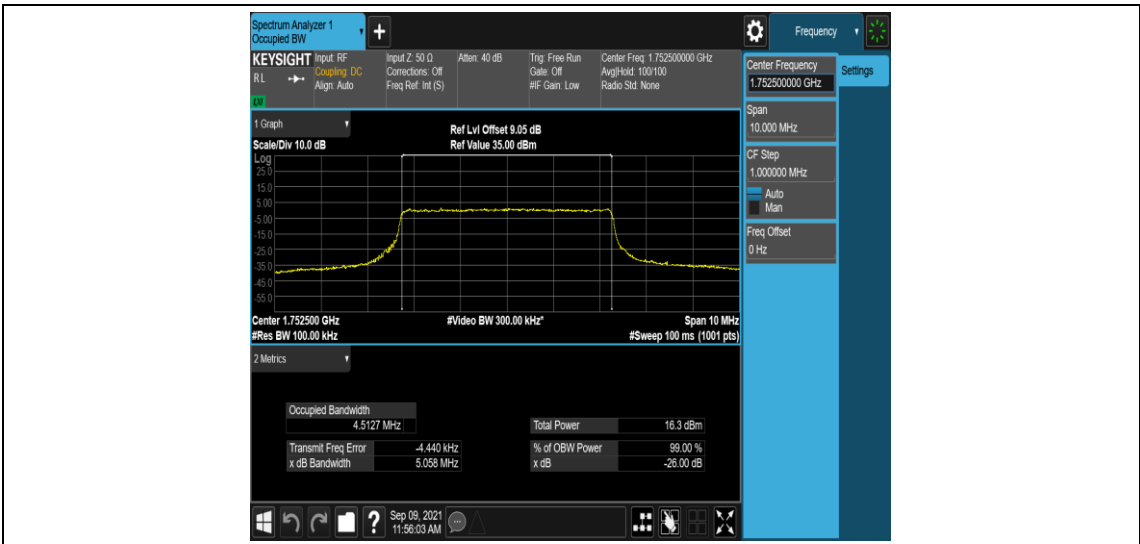 Spectrum Analyzer 1
Occupied BW
+
Frequency
KEYSIGHT
RL
LXI
Input: RF
Coupling: DC
Align: Auto
Input Z: 50 Ω
Corrections: Off
Freq Ref: Int (S)
Atten: 40 dB
Trig: Free Run
Gate: Off
#IF Gain: Low
Center Freq: 1.752500000 GHz
Avg|Hold: 100/100
Radio Std: None
Center Frequency
1.752500000 GHz
Settings
Span
10.000 MHz
CF Step
1.000000 MHz
Auto
Man
Freq Offset
0 Hz
1 Graph
Scale/Div 10.0 dB
Ref Lvl Offset 9.05 dB
Ref Value 35.00 dBm
Log
25.0
15.0
5.00
-5.00
-15.0
-25.0
-35.0
-45.0
-55.0
Center 1.752500 GHz
#Res BW 100.00 kHz
#Video BW 300.00 kHz*
Span 10 MHz
#Sweep 100 ms (1001 pts)
2 Metrics
Occupied Bandwidth
4.5127 MHz
Total Power 16.3 dBm
Transmit Freq Error -4.440 kHz
% of OBW Power 99.00 %
x dB Bandwidth 5.058 MHz
x dB -26.00 dB
?
Sep 09, 2021
11:56:03 AM